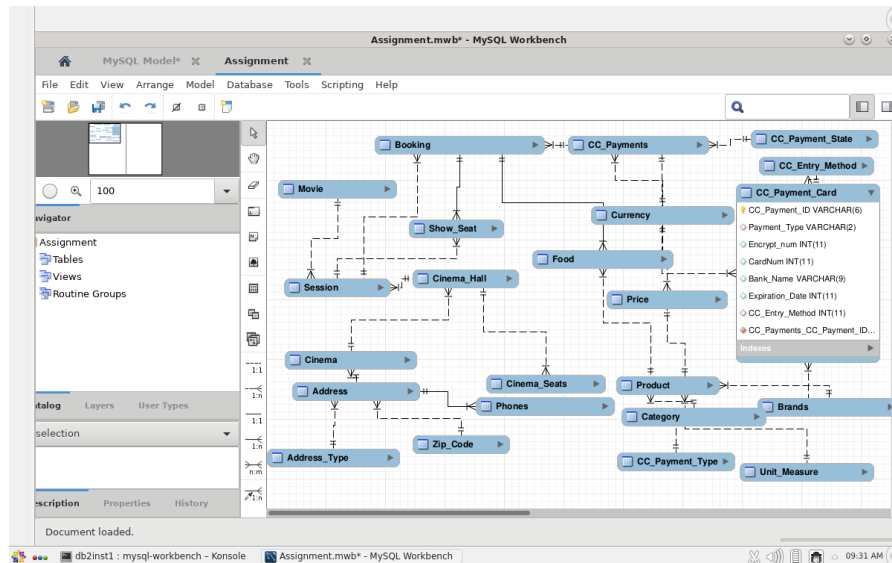 Assignment.mwb* - MySQL Workbench
MySQL Model*
Assignment
File Edit View Arrange Model Database Tools Scripting Help
100
avigator
Assignment
Tables
Views
Routine Groups
atalog Layers User Types
selection
escription Properties History
Document loaded.
1:1
1:n
1:1
1:n
n:m
1:n
Booking
CC_Payments
CC_Payment_State
CC_Entry_Method
Movie
CC_Payment_Card
CC_Payment_ID VARCHAR(6)
Payment_Type VARCHAR(2)
Encrypt_num INT(11)
CardNum INT(11)
Bank_Name VARCHAR(9)
Expiration_Date INT(11)
CC_Entry_Method INT(11)
CC_Payments_CC_Payment_ID...
Indexes
Currency
Show_Seat
Food
Cinema_Hall
Session
Price
Cinema
Cinema_Seats
Product
Address
Phones
Brands
Category
Zip_Code
Address_Type
CC_Payment_Type
Unit_Measure
db2inst1 : mysql-workbench – Konsole
Assignment.mwb* - MySQL Workbench
09:31 AM